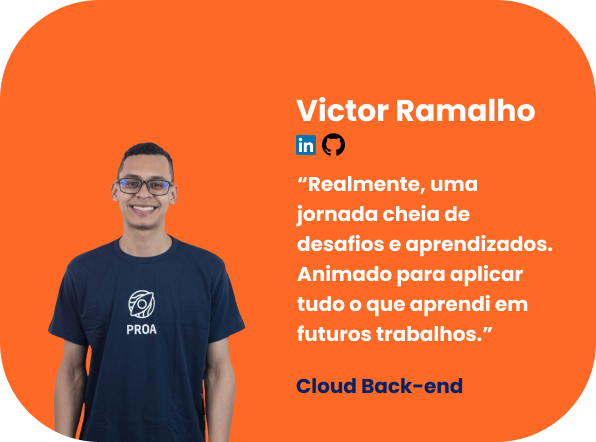 Victor Ramalho
in
“Realmente, uma
jornada cheia de
desafios e aprendizados.
Animado para aplicar
tudo o que aprendi em
futuros trabalhos.”
PROA
Cloud Back-end